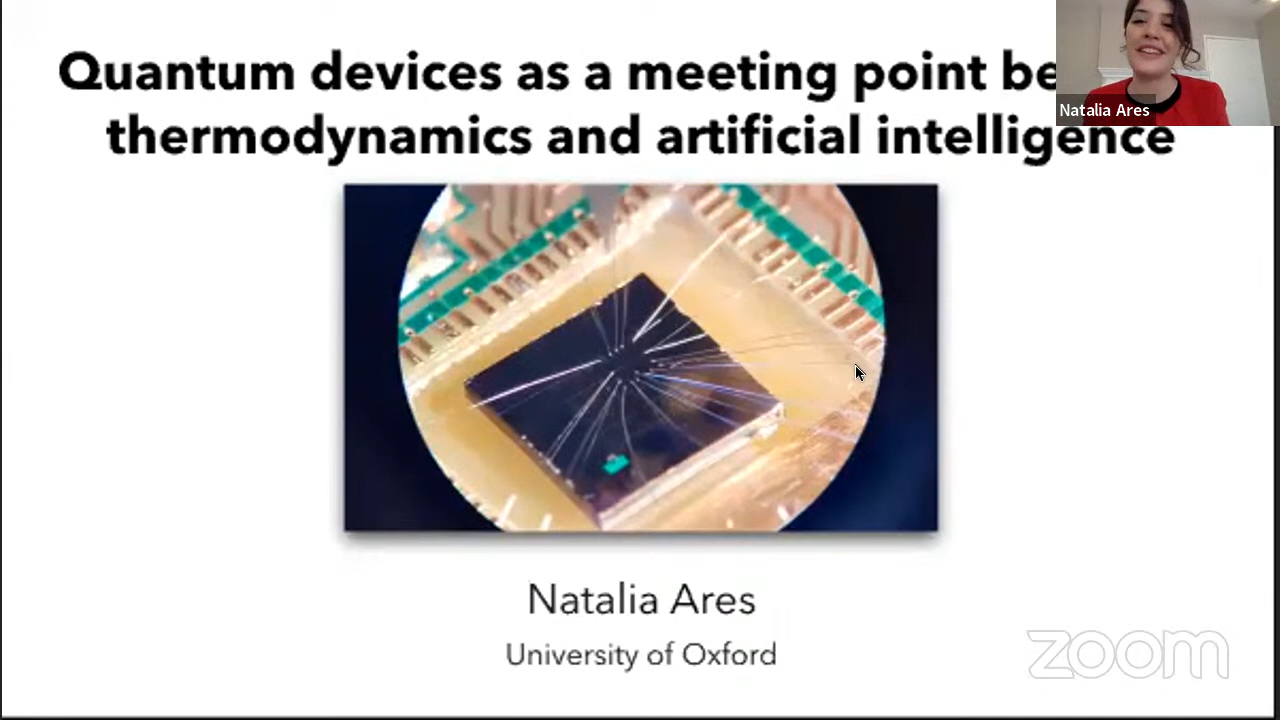 Quantum devices as a meeting point be
thermodynamics and artificial intelligence
Natalia Ares
Natalia Ares
University of Oxford
zoom